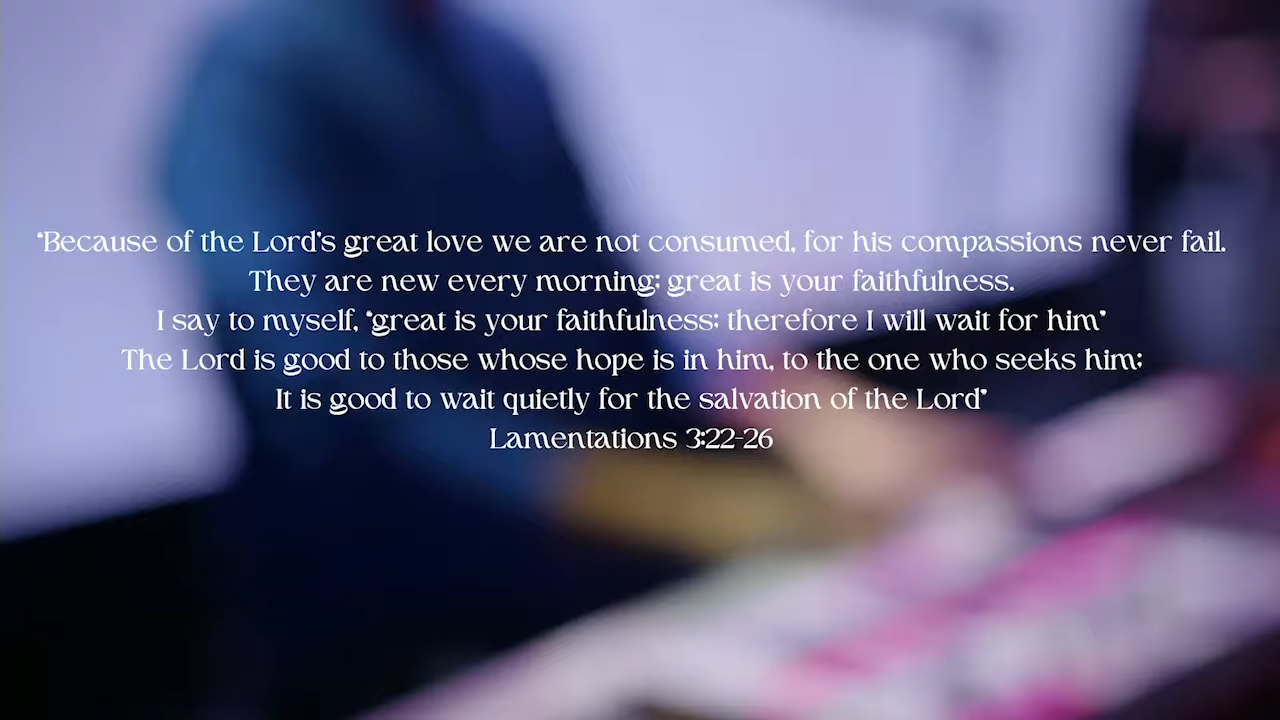 "Because of the Lord's great love we are not consumed, for his compassions never fail.
They are new every morning; great is your faithfulness.
I say to myself, "great is your faithfulness; therefore I will wait for him"
The Lord is good to those whose hope is in him, to the one who seeks him;
It is good to wait quietly for the salvation of the Lord"
Lamentations 3:22-26